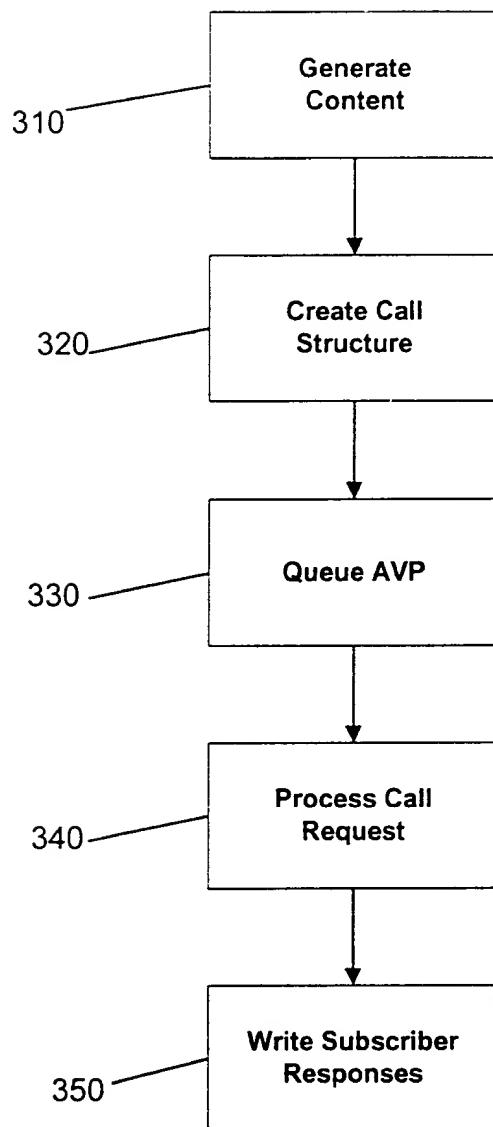 Generate
Content
310
Create Call
Structure
320
Queue AVP
330
Process Call
Request
340
Write Subscriber
Responses
350